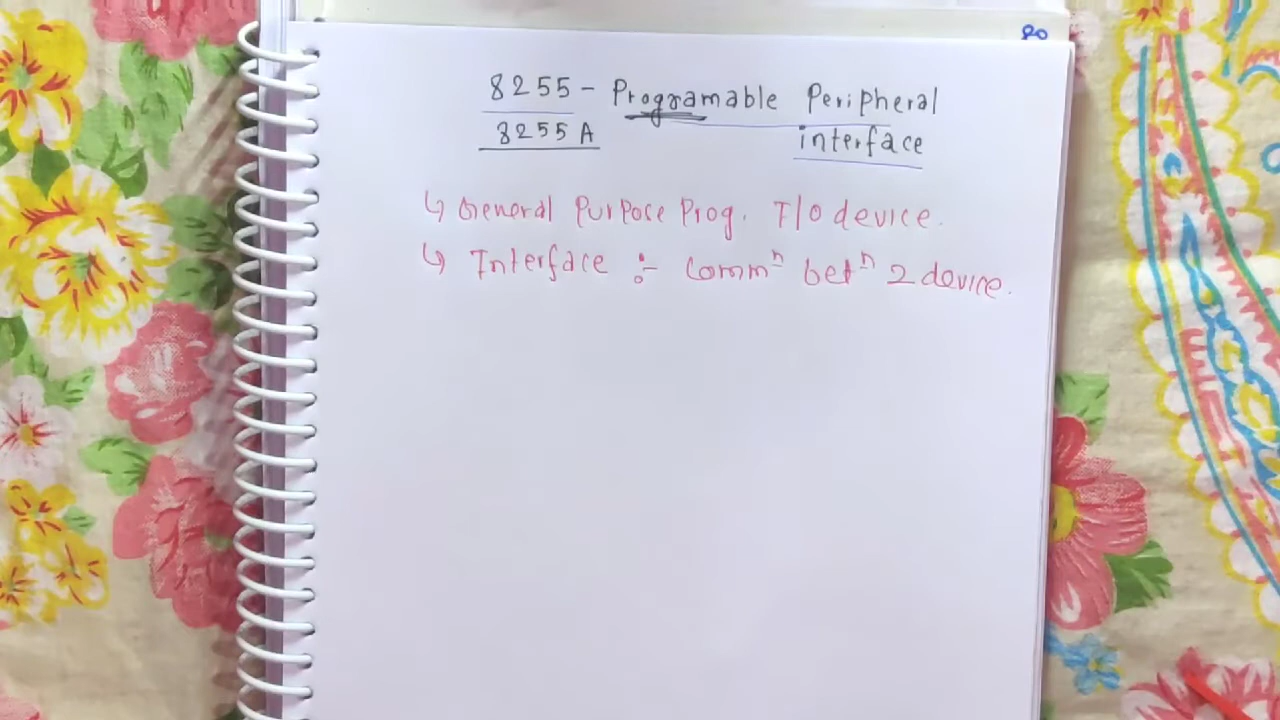 80
8255 - Programable Peripheral
8255 A interface
↳ General Purpose Prog. I/O device.
↳ Interface :- Commⁿ betⁿ 2 device.